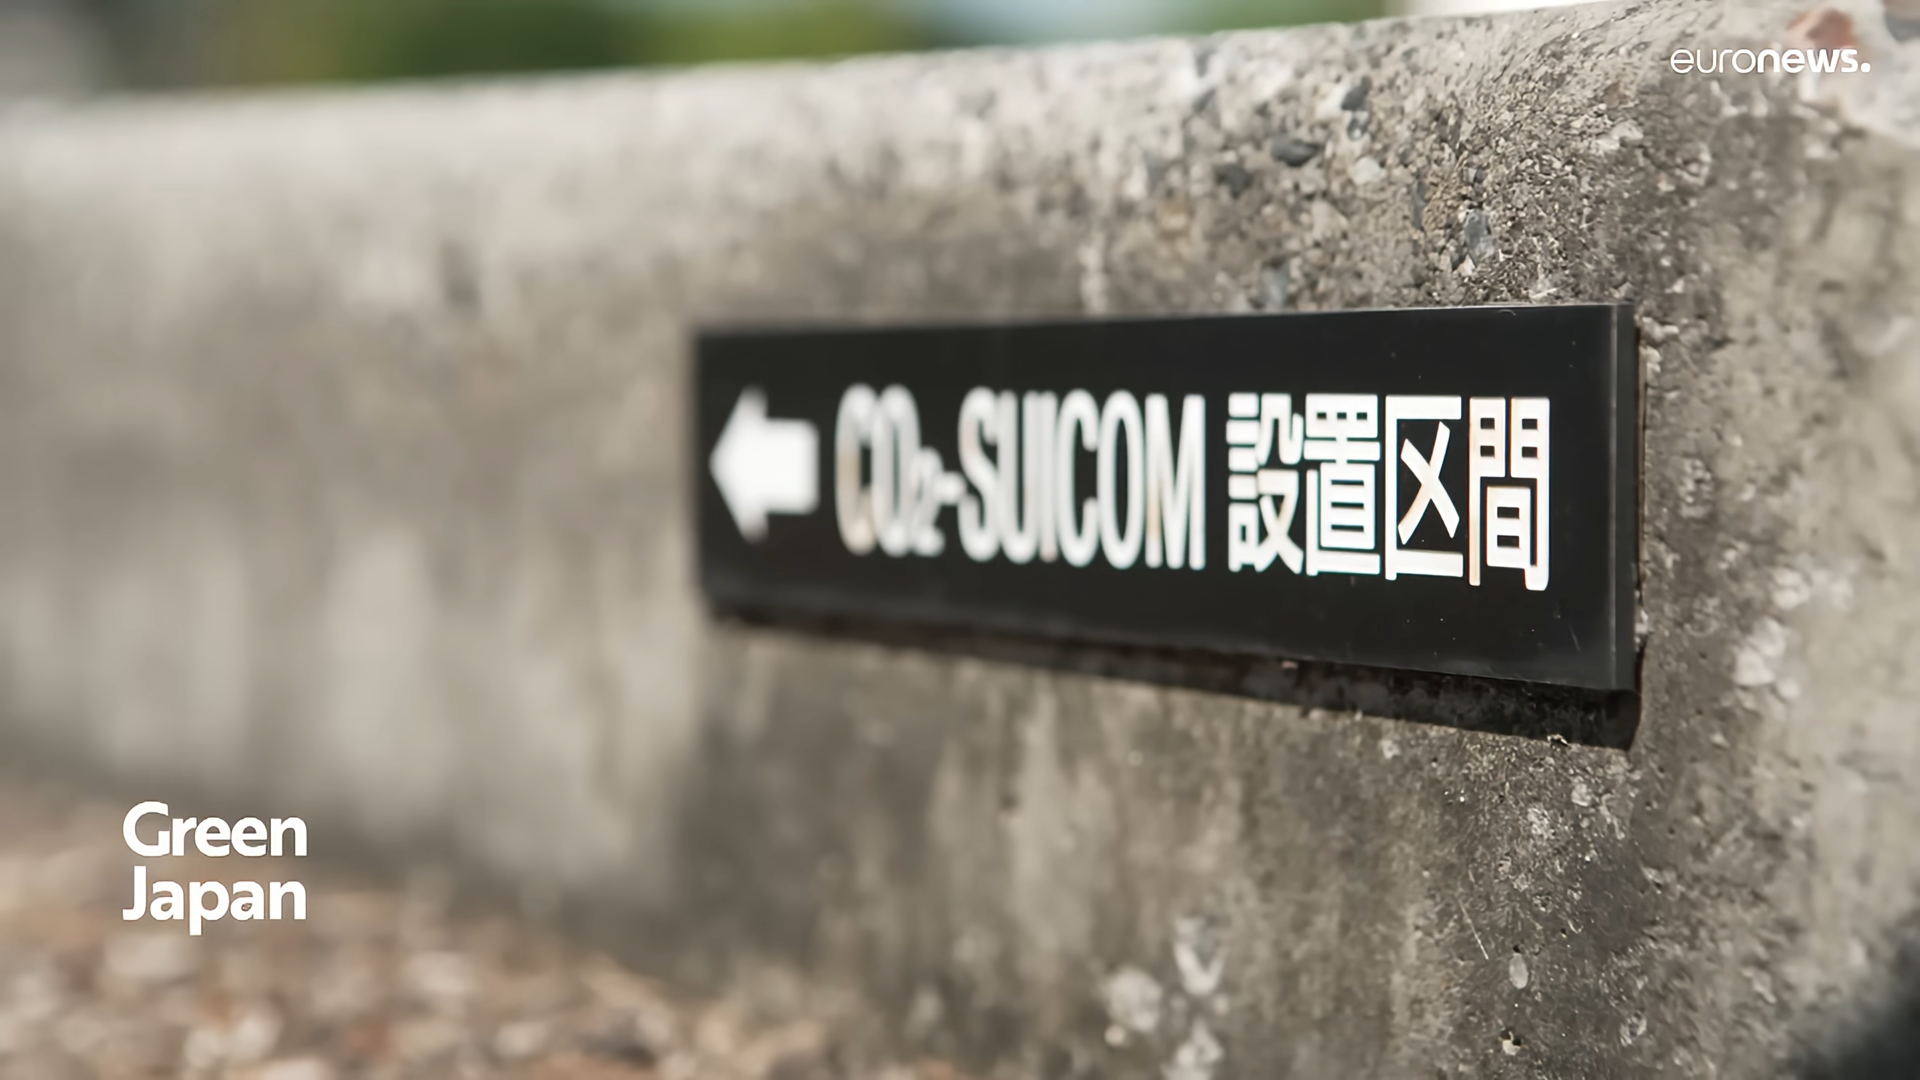 euronews.
← CO₂-SUICOM 設置区間
Green
Japan